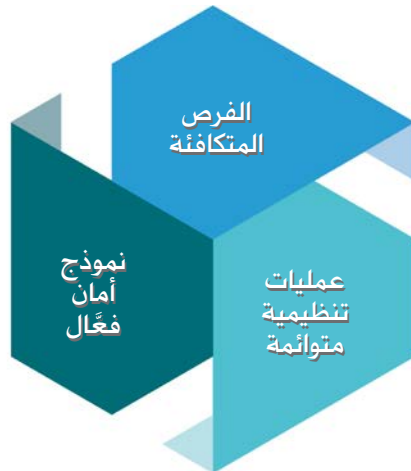 الفرص
المتكافئة
نموذج
أمان
فعَّال
عمليات
تنظيمية
متوائمة